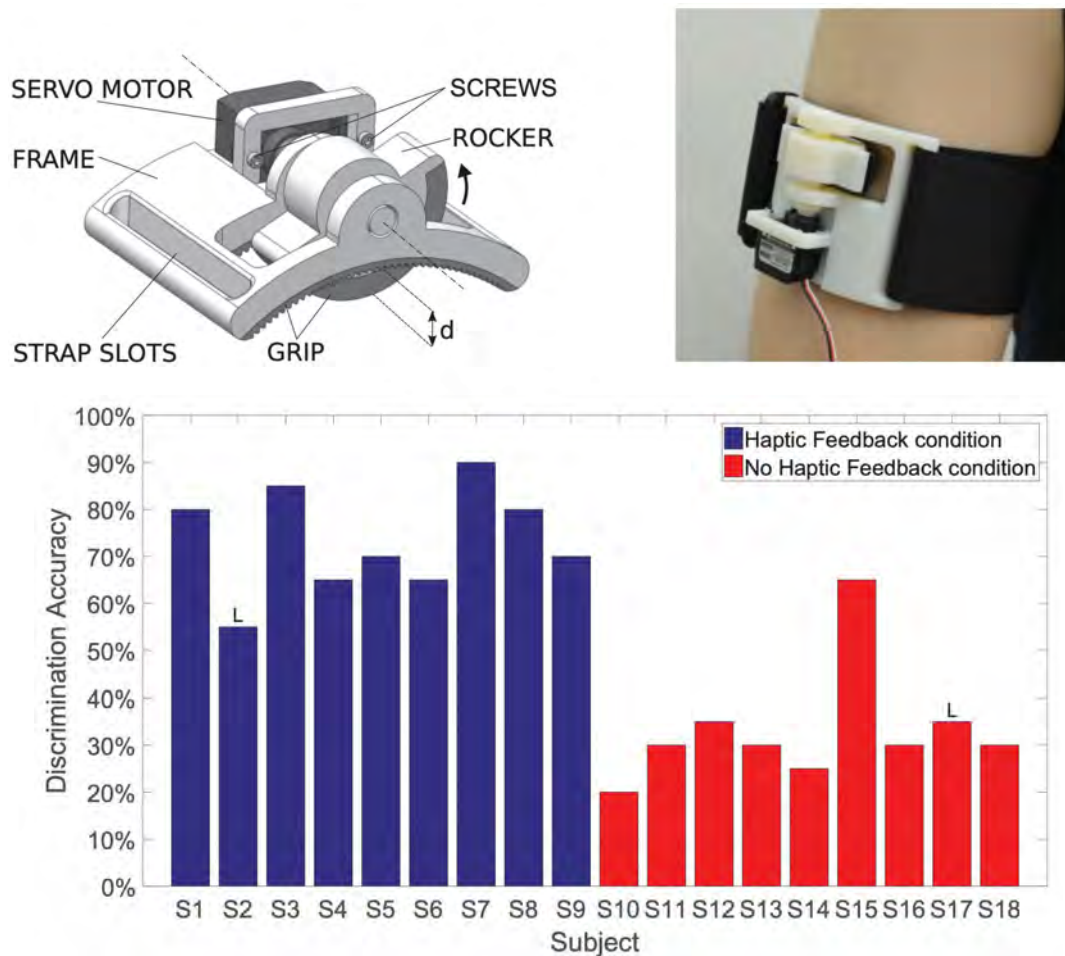 SERVO MOTOR
SCREWS
FRAME
ROCKER
STRAP SLOTS
GRIP
d
100%
90%
80%
70%
60%
50%
40%
30%
20%
10%
0%
Discrimination Accuracy
Haptic Feedback condition
No Haptic Feedback condition
L
L
S1 S2 S3 S4 S5 S6 S7 S8 S9 S10 S11 S12 S13 S14 S15 S16 S17 S18
Subject